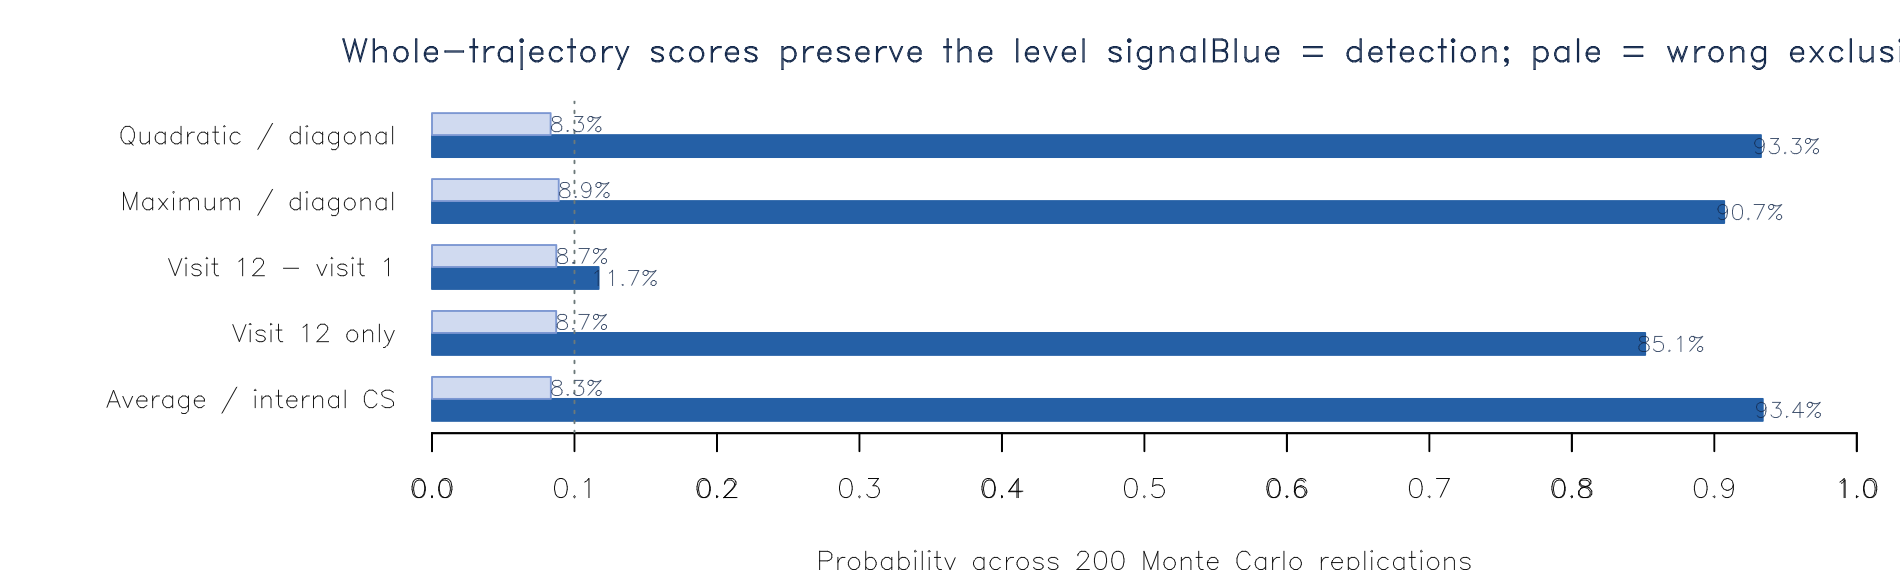 Whole-trajectory scores preserve the level signalBlue = detection; pale = wrong exclusi
Quadratic / diagonal 8.3% 93.3%
Maximum / diagonal 8.9% 90.7%
Visit 12 - visit 1 8.7% 11.7%
Visit 12 only 8.7% 85.1%
Average / internal CS 8.3% 93.4%
0.0 0.1 0.2 0.3 0.4 0.5 0.6 0.7 0.8 0.9 1.0
Probability across 200 Monte Carlo replications